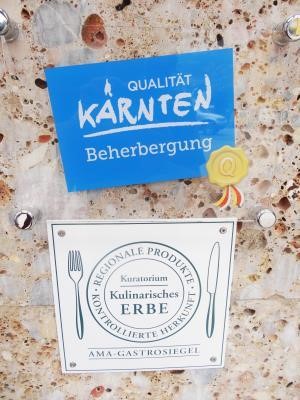 QUALITÄT
KÄRNTEN
Beherbergung
Q
REGIONALE PRODUKTE
Kuratorium
Kulinarisches
ERBE
KONTROLLIERTE HERKUNFT
AMA-GASTROSIEGEL